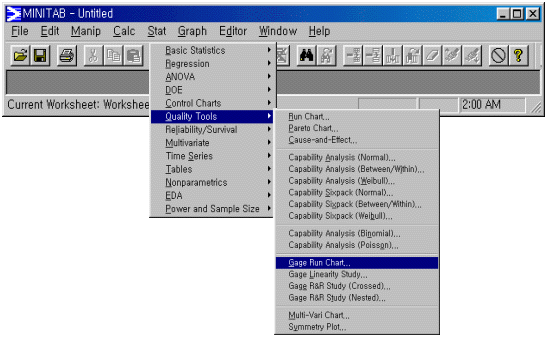 MINITAB - Untitled
File Edit Manip Calc Stat Graph Editor Window Help
Current Worksheet: Workshee
2:00 AM
Basic Statistics
Regression
ANOVA
DOE
Control Charts
Quality Tools
Reliability/Survival
Multivariate
Time Series
Tables
Nonparametrics
EDA
Power and Sample Size
Run Chart...
Pareto Chart...
Cause-and-Effect...
Capability Analysis (Normal)...
Capability Analysis (Between/Within)...
Capability Analysis (Weibull)...
Capability Sixpack (Normal)...
Capability Sixpack (Between/Within)...
Capability Sixpack (Weibull)...
Capability Analysis (Binomial)...
Capability Analysis (Poisson)...
Gage Run Chart...
Gage Linearity Study...
Gage R&R Study (Crossed)...
Gage R&R Study (Nested)...
Multi-Vari Chart...
Symmetry Plot...